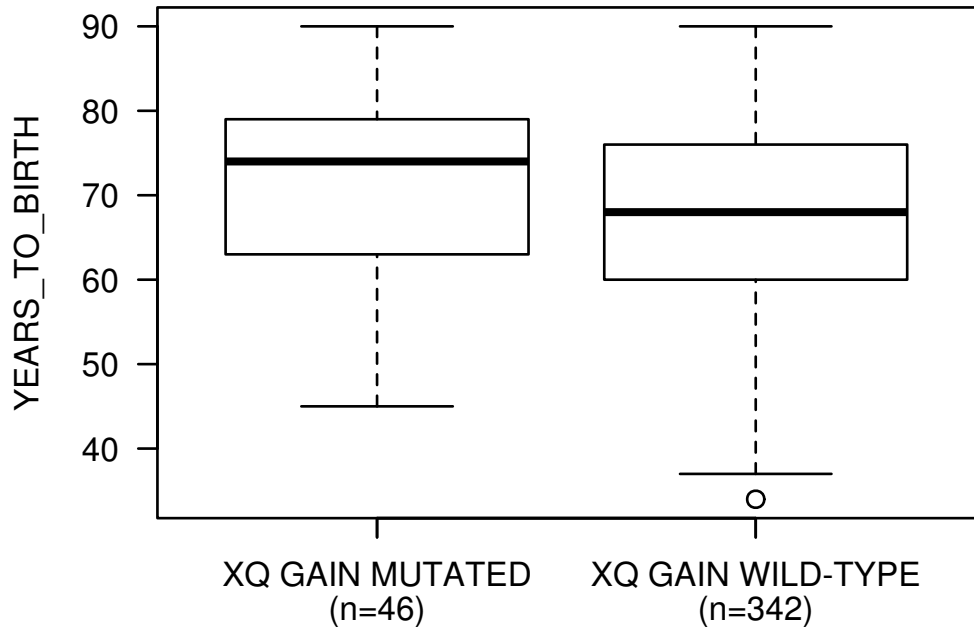 YEARS_TO_BIRTH
90
80
70
60
50
40
XQ GAIN MUTATED
(n=46)
XQ GAIN WILD-TYPE
(n=342)